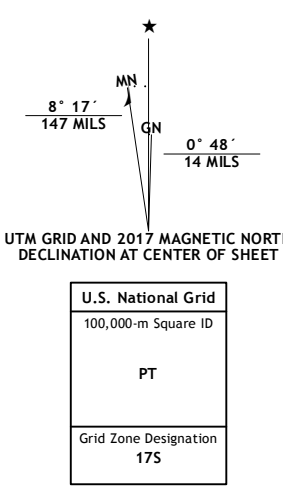 MN
8° 17´
147 MILS
GN
0° 48´
14 MILS
UTM GRID AND 2017 MAGNETIC NORT
DECLINATION AT CENTER OF SHEET
U.S. National Grid
100,000-m Square ID
PT
Grid Zone Designation
17S